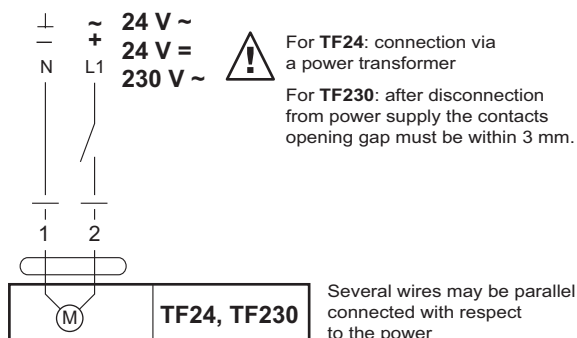 ~ 24 V ~
+ 24 V =
230 V ~
N L1
For TF24: connection via
a power transformer
For TF230: after disconnection
from power supply the contacts
opening gap must be within 3 mm.
1 2
M
TF24, TF230
Several wires may be parallel
connected with respect
to the power